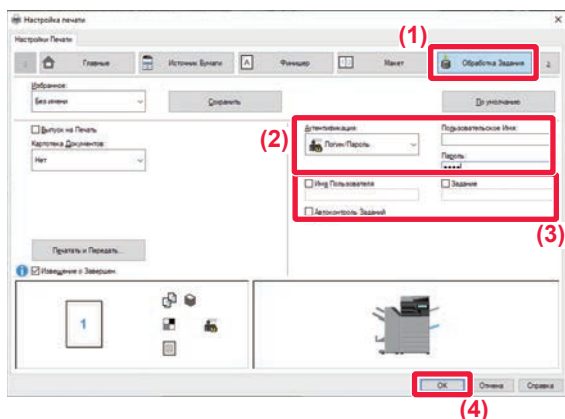 Настройка печати
Настройки Печати
(1)
Главные
Источник Бумаги
A
Финишер
Макет
Обработка Задания
Избранное:
Без имени
Сохранить
По умолчанию
(2)
Выпуск на Печать
Картотека Документов:
Нет
Аутентификация:
Логин/Пароль
Пользовательское Имя:
Пароль:
••••
Имя Пользователя
Задание
Автоконтроль Заданий
(3)
Печатать и Передать...
Извещение о Завершен.
1
OK
Отмена
Справка
(4)